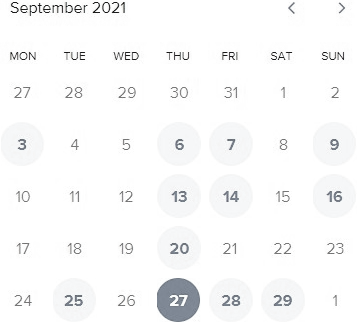 September 2021
MON TUE WED THU FRI SAT SUN
27 28 29 30 31 1 2
3 4 5 6 7 8 9
10 11 12 13 14 15 16
17 18 19 20 21 22 23
24 25 26 27 28 29 1